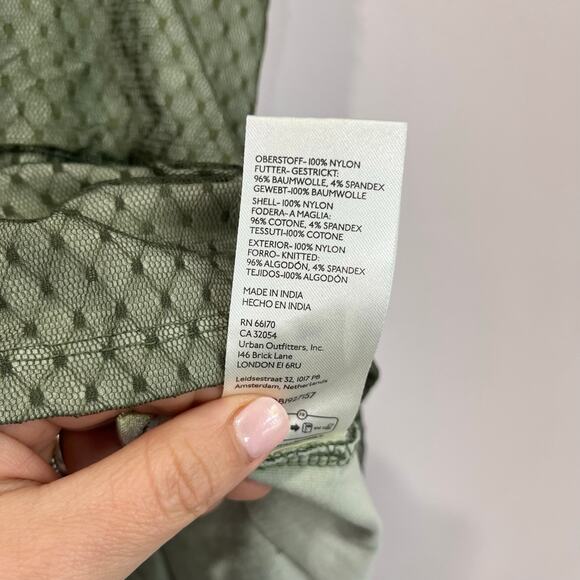 OBERSTOFF- 100% NYLON
FUTTER- GESTRICKT:
96% BAUMWOLLE, 4% SPANDEX
GEWEBT-100% BAUMWOLLE
SHELL- 100% NYLON
FODERA- A MAGLIA:
96% COTONE, 4% SPANDEX
TESSUTI-100% COTONE
EXTERIOR- 100% NYLON
FORRO- KNITTED:
96% ALGODÓN, 4% SPANDEX
TEJIDOS-100% ALGODÓN
MADE IN INDIA
HECHO EN INDIA
RN 66170
CA 32054
Urban Outfitters, Inc.
146 Brick Lane
LONDON E1 6RU
Leidsestraat 32, 1017 PB
Amsterdam, Netherlands
FR